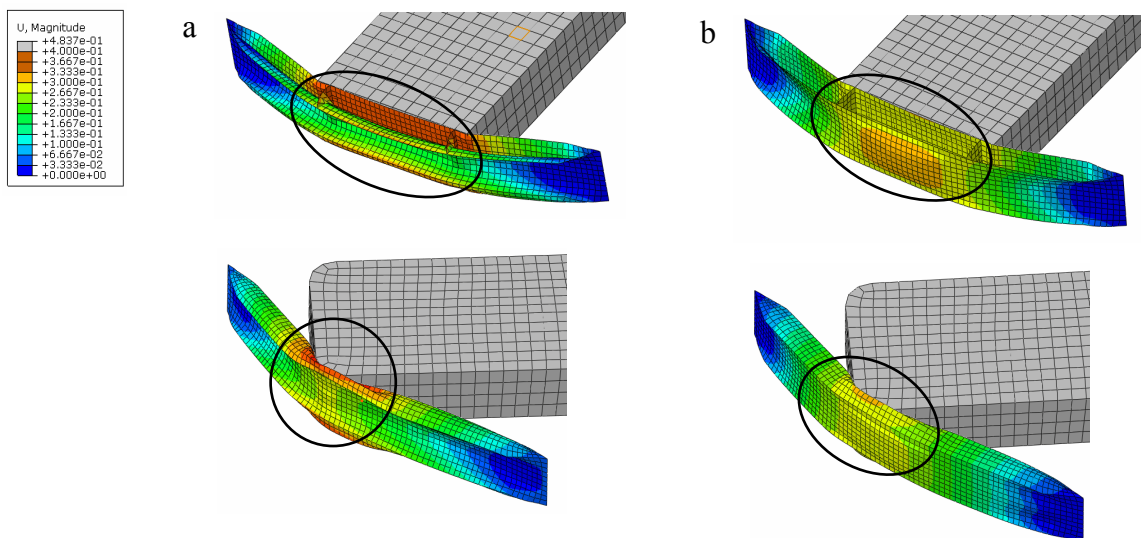 U, Magnitude
+4.837e-01
+4.000e-01
+3.667e-01
+3.333e-01
+3.000e-01
+2.667e-01
+2.333e-01
+2.000e-01
+1.667e-01
+1.333e-01
+1.000e-01
+6.667e-02
+3.333e-02
+0.000e+00
a
b